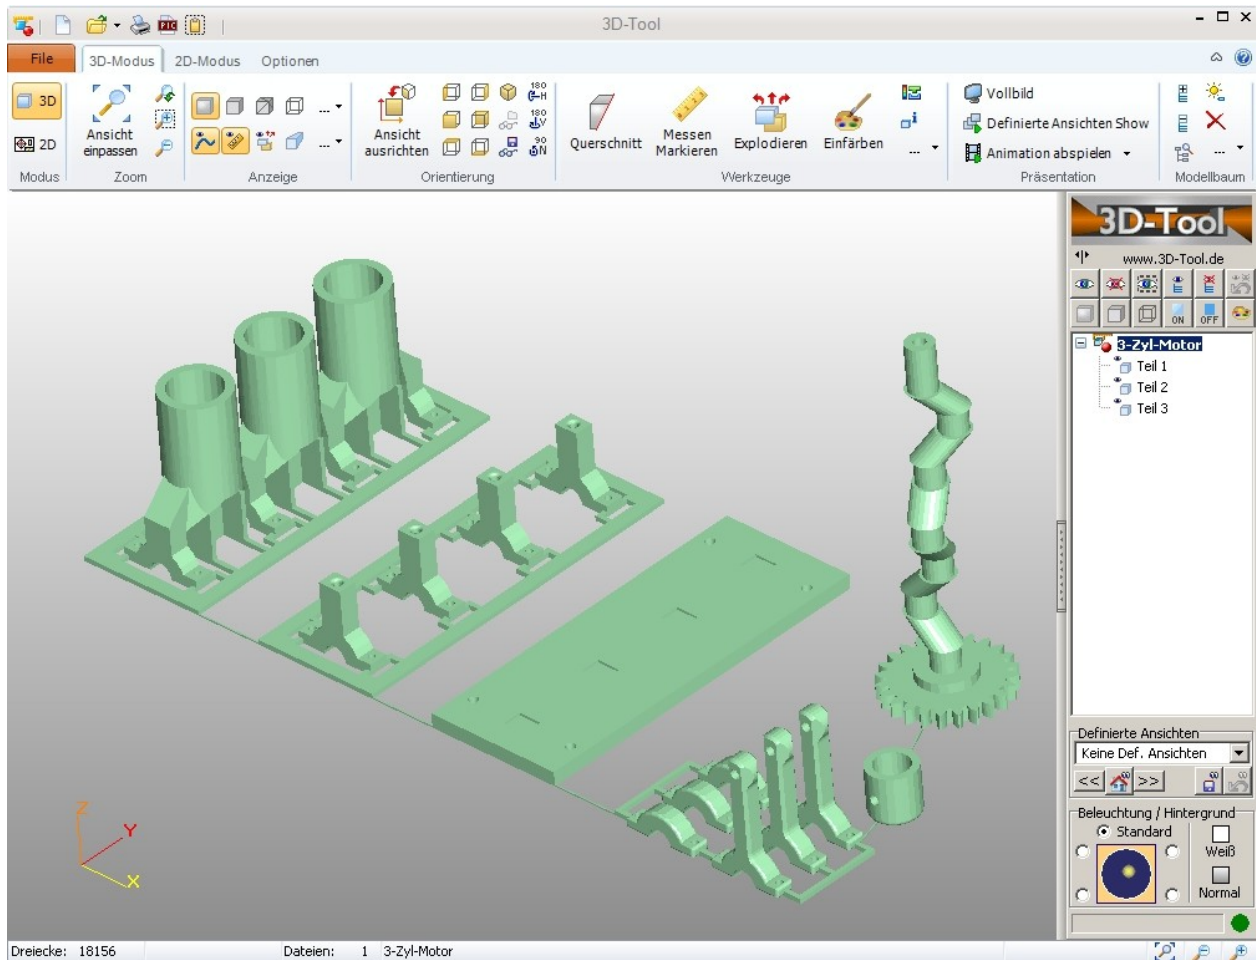 3D-Tool
File
3D-Modus
2D-Modus
Optionen
3D
2D
Modus
Ansicht
einpassen
Zoom
...
...
Anzeige
Ansicht
ausrichten
180
H
180
V
90
N
Orientierung
Querschnitt
Messen
Markieren
Explodieren
Einfärben
...
Werkzeuge
Vollbild
Definierte Ansichten Show
Animation abspielen
Präsentation
...
Modellbaum
3D-Tool
www.3D-Tool.de
ON
OFF
3-Zyl-Motor
Teil 1
Teil 2
Teil 3
Definierte Ansichten
Keine Def. Ansichten
<<
>>
Beleuchtung / Hintergrund
Standard
Weiß
Normal
Z
Y
X
Dreiecke: 18156
Dateien: 1 3-Zyl-Motor